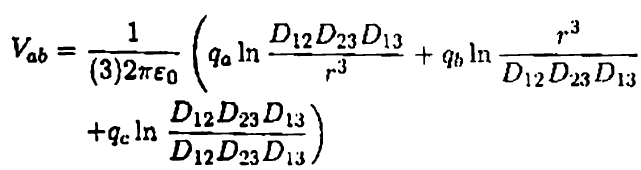 V_{ab} = \frac{1}{(3)2\pi\varepsilon_0} \left( q_a \ln \frac{D_{12}D_{23}D_{13}}{r^3} + q_b \ln \frac{r^3}{D_{12}D_{23}D_{13}}
+q_c \ln \frac{D_{12}D_{23}D_{13}}{D_{12}D_{23}D_{13}} \right)